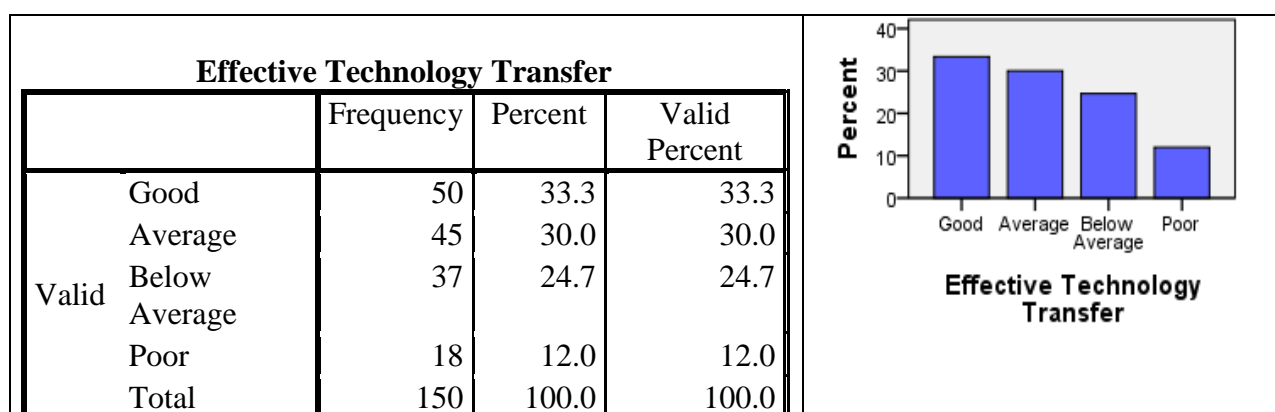 Effective Technology Transfer
Frequency Percent Valid
Percent
Good 50 33.3 33.3
Average 45 30.0 30.0
Valid
Below 37 24.7 24.7
Average
Poor 18 12.0 12.0
Total 150 100.0 100.0
Percent
40
30
20
10
0
Good Average Below Poor
Average
Effective Technology
Transfer